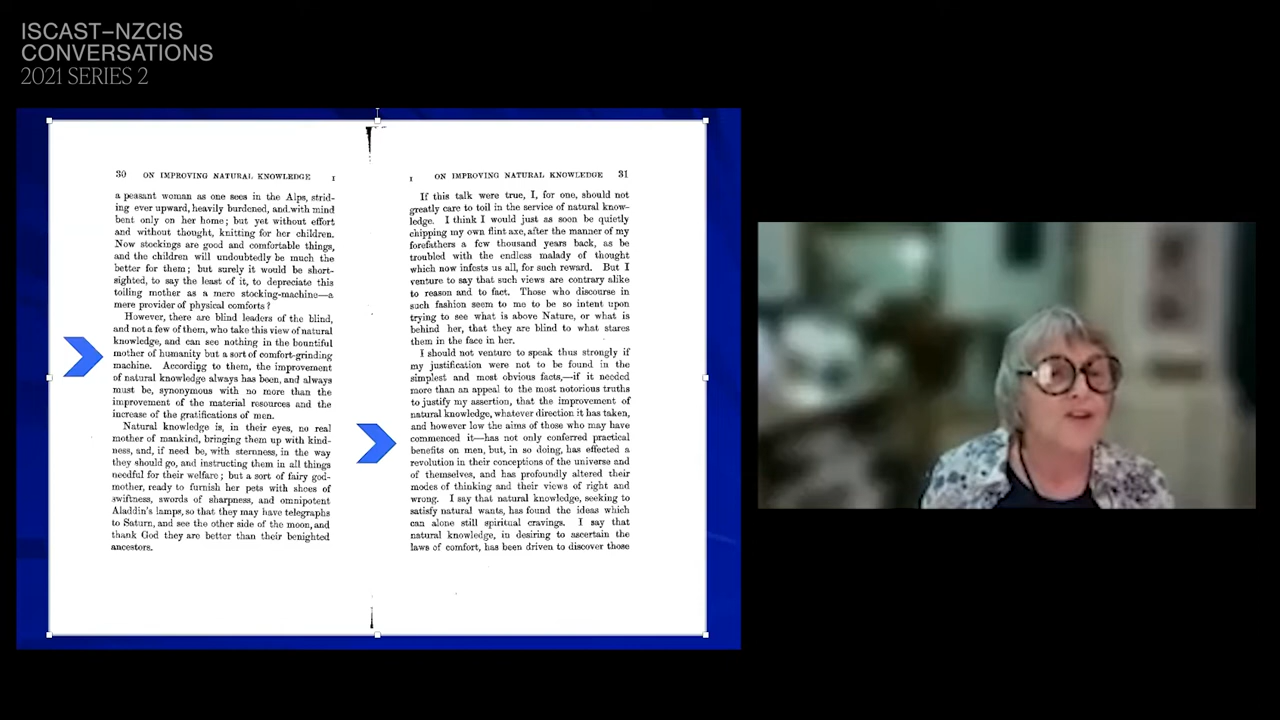 ISCAST–NZCIS
CONVERSATIONS
2021 SERIES 2
30 ON IMPROVING NATURAL KNOWLEDGE I
a peasant woman as one sees in the Alps, strid-
ing ever upward, heavily burdened, and with mind
bent only on her home; but yet without effort
and without thought, knitting for her children.
Now stockings are good and comfortable things,
and the children will undoubtedly be much the
better for them; but surely it would be short-
sighted, to say the least of it, to depreciate this
toiling mother as a mere stocking-machine—a
mere provider of physical comforts?
However, there are blind leaders of the blind,
and not a few of them, who take this view of natural
knowledge, and can see nothing in the bountiful
mother of humanity but a sort of comfort-grinding
machine. According to them, the improvement
of natural knowledge always has been, and always
must be, synonymous with no more than the
improvement of the material resources and the
increase of the gratifications of men.
Natural knowledge is, in their eyes, no real
mother of mankind, bringing them up with kind-
ness, and, if need be, with sternness, in the way
they should go, and instructing them in all things
needful for their welfare; but a sort of fairy god-
mother, ready to furnish her pets with shoes of
swiftness, swords of sharpness, and omnipotent
Aladdin's lamps, so that they may have telegraphs
to Saturn, and see the other side of the moon, and
thank God they are better than their benighted
ancestors.
I ON IMPROVING NATURAL KNOWLEDGE 31
If this talk were true, I, for one, should not
greatly care to toil in the service of natural know-
ledge. I think I would just as soon be quietly
chipping my own flint axe, after the manner of my
forefathers a few thousand years back, as be
troubled with the endless malady of thought
which now infests us all, for such reward. But I
venture to say that such views are contrary alike
to reason and to fact. Those who discourse in
such fashion seem to me to be so intent upon
trying to see what is above Nature, or what is
behind her, that they are blind to what stares
them in the face in her.
I should not venture to speak thus strongly if
my justification were not to be found in the
simplest and most obvious facts,—if it needed
more than an appeal to the most notorious truths
to justify my assertion, that the improvement of
natural knowledge, whatever direction it has taken,
and however low the aims of those who may have
commenced it—has not only conferred practical
benefits on men, but, in so doing, has effected a
revolution in their conceptions of the universe and
of themselves, and has profoundly altered their
modes of thinking and their views of right and
wrong. I say that natural knowledge, seeking to
satisfy natural wants, has found the ideas which
can alone still spiritual cravings. I say that
natural knowledge, in desiring to ascertain the
laws of comfort, has been driven to discover those